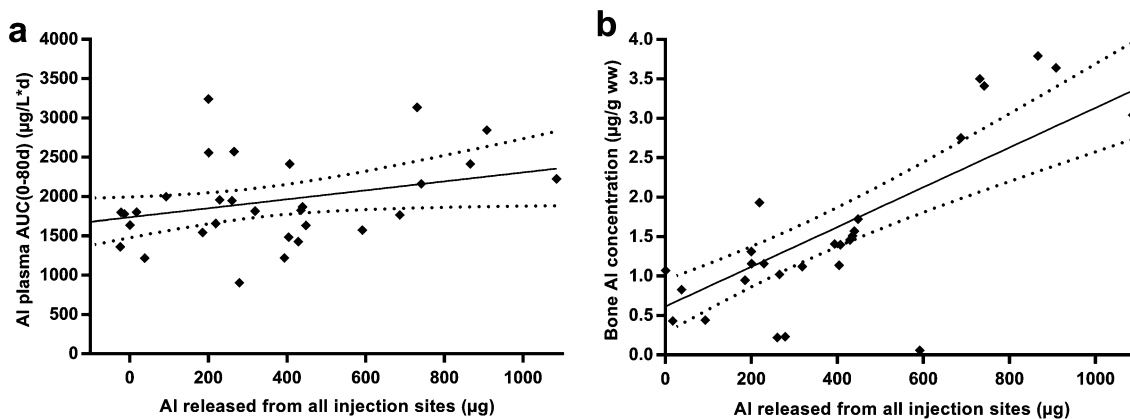 a
4000
3500
3000
2500
2000
1500
1000
500
0
Al plasma AUC(0-80d) (µg/L*d)
0 200 400 600 800 1000
Al released from all injection sites (µg)
b
4.0
3.5
3.0
2.5
2.0
1.5
1.0
0.5
0.0
Bone Al concentration (µg/g ww)
0 200 400 600 800 1000
Al released from all injection sites (µg)